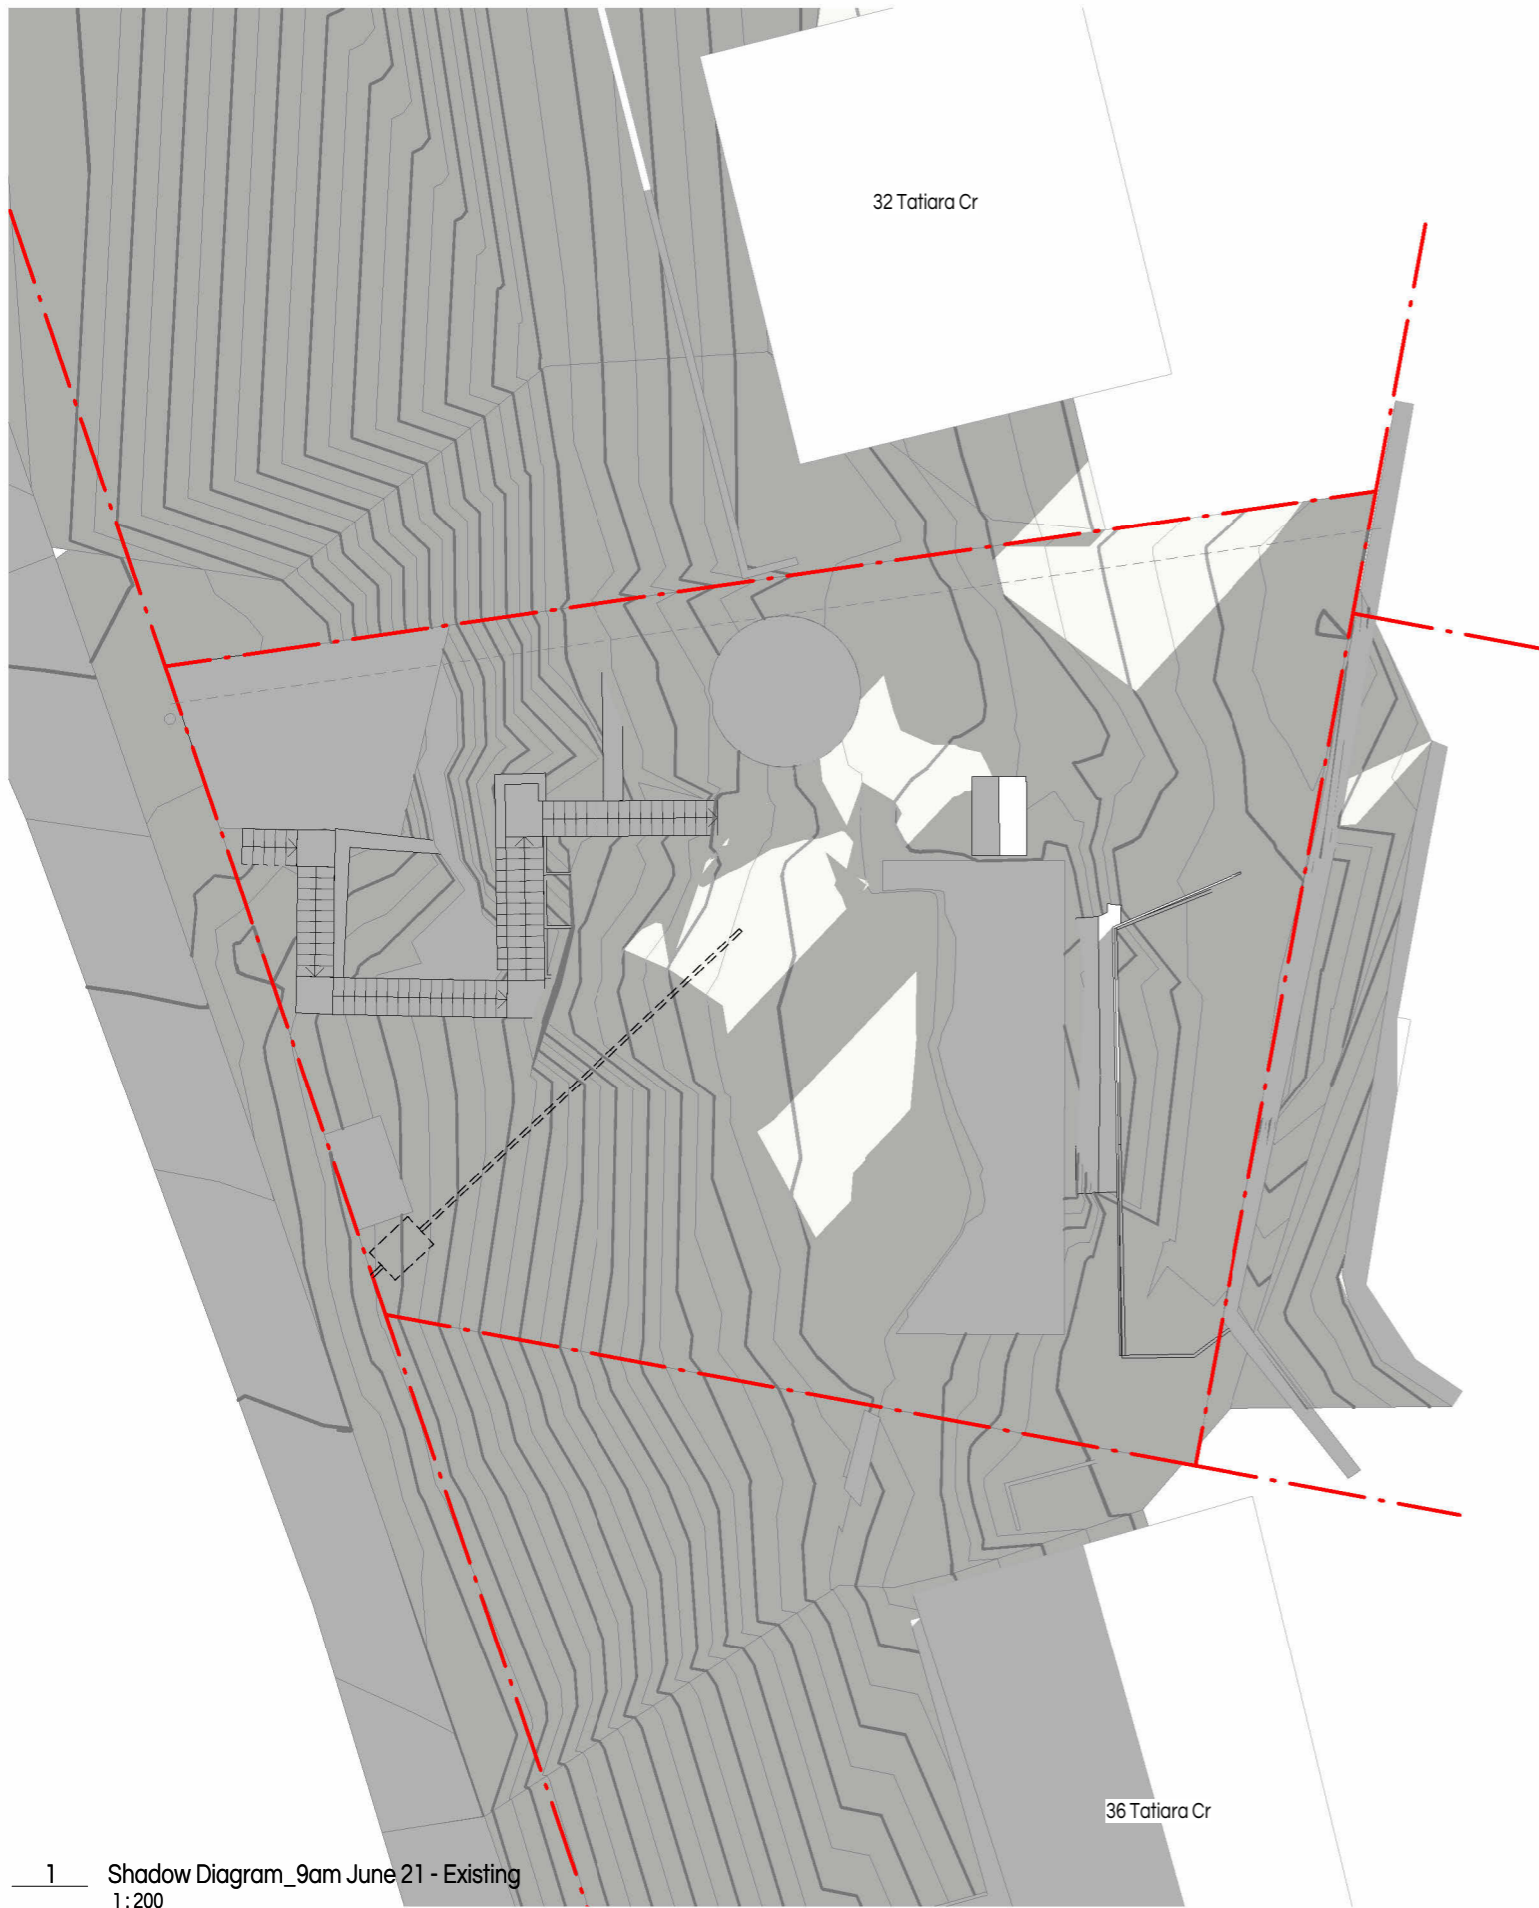 32 Tatiara Cr
36 Tatiara Cr
1 Shadow Diagram_9am June 21 - Existing
1 : 200